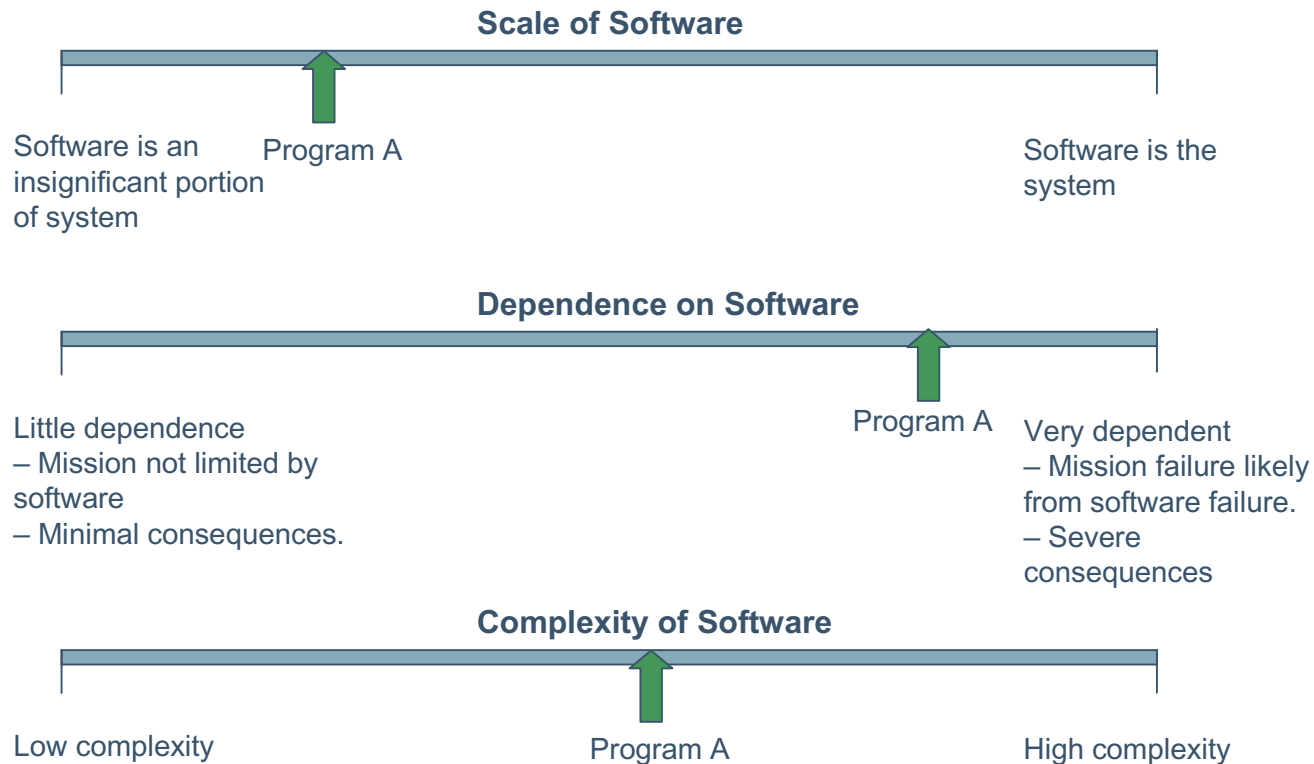 Scale of Software
Software is an
insignificant portion
of system
Program A
Software is the
system
Dependence on Software
Little dependence
– Mission not limited by
software
– Minimal consequences.
Program A
Very dependent
– Mission failure likely
from software failure.
– Severe
consequences
Complexity of Software
Low complexity
Program A
High complexity